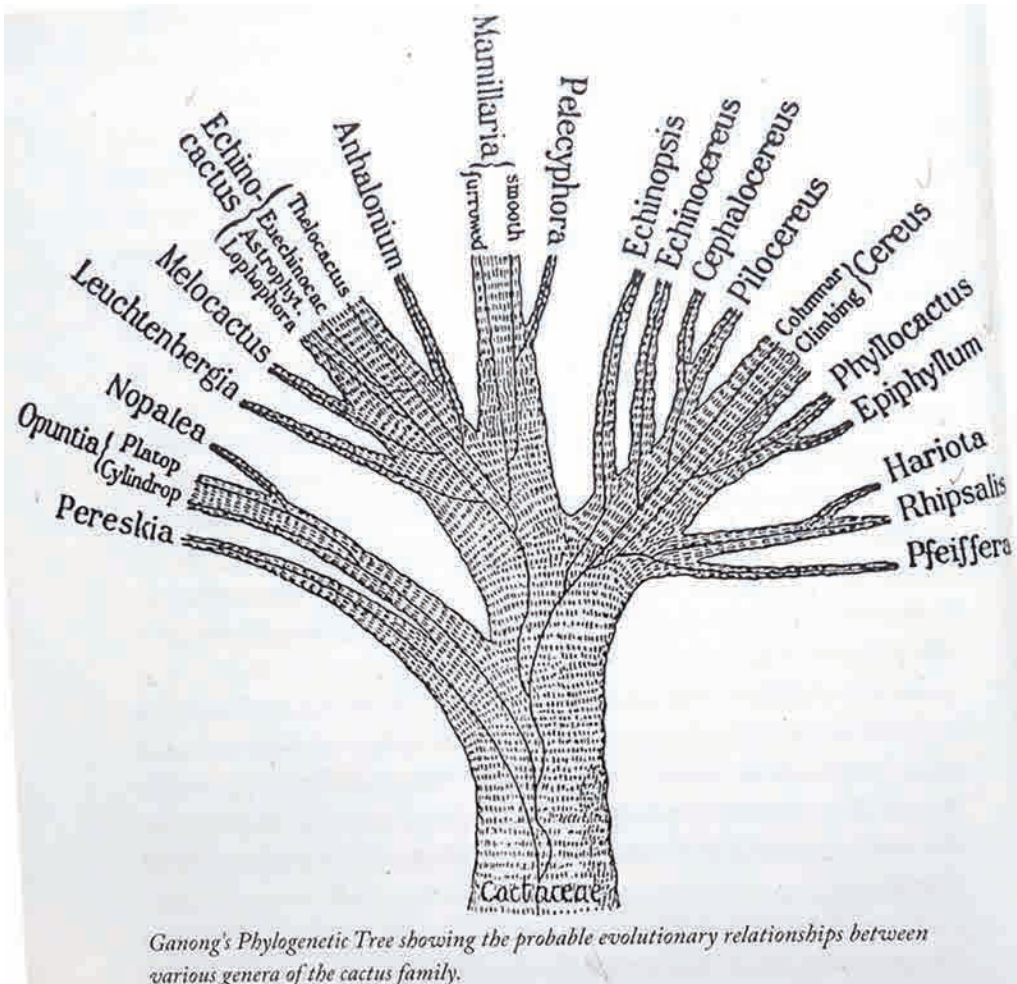 Mamillaria
furrowed
smooth
Pelecyphora
Anhalonium
Echino-
cactus
Thelocactus
Euechinocac
Astrophyt.
Lophophora
Melocactus
Leuchtenbergia
Nopalea
Opuntia
Platop
Cylindrop
Pereskia
Echinopsis
Echinocereus
Cephalocereus
Pilocereus
Columnar
Climbing
Cereus
Phyllocactus
Epiphyllum
Hariota
Rhipsalis
Pfeiffera
Cactaceae
Ganong's Phylogenetic Tree showing the probable evolutionary relationships between
various genera of the cactus family.